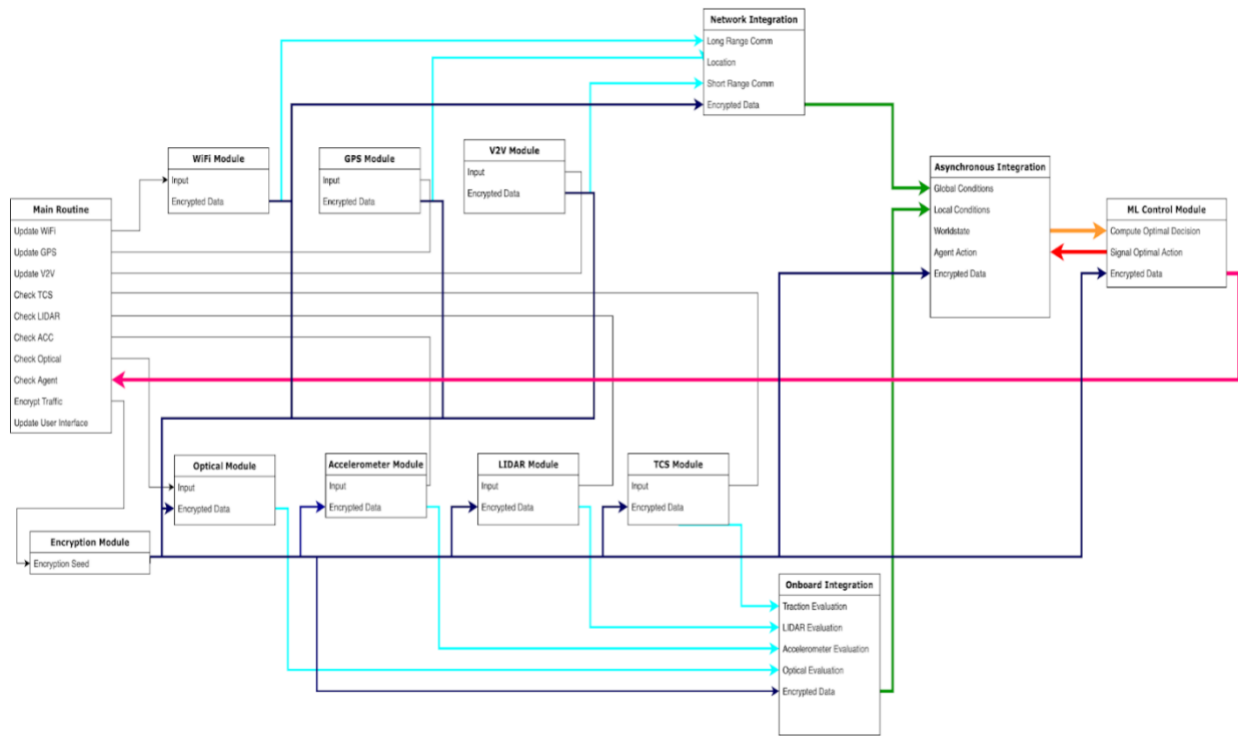 Network Integration
Long Range Comm
Location
Short Range Comm
Encrypted Data
WiFi Module
Input
Encrypted Data
GPS Module
Input
Encrypted Data
V2V Module
Input
Encrypted Data
Asynchronous Integration
Global Conditions
Local Conditions
Worldstate
Agent Action
Encrypted Data
ML Control Module
Compute Optimal Decision
Signal Optimal Action
Encrypted Data
Main Routine
Update WiFi
Update GPS
Update V2V
Check TCS
Check LIDAR
Check ACC
Check Optical
Check Agent
Encrypt Traffic
Update User Interface
Optical Module
Input
Encrypted Data
Accelerometer Module
Input
Encrypted Data
LIDAR Module
Input
Encrypted Data
TCS Module
Input
Encrypted Data
Encryption Module
Encryption Seed
Onboard Integration
Traction Evaluation
LIDAR Evaluation
Accelerometer Evaluation
Optical Evaluation
Encrypted Data